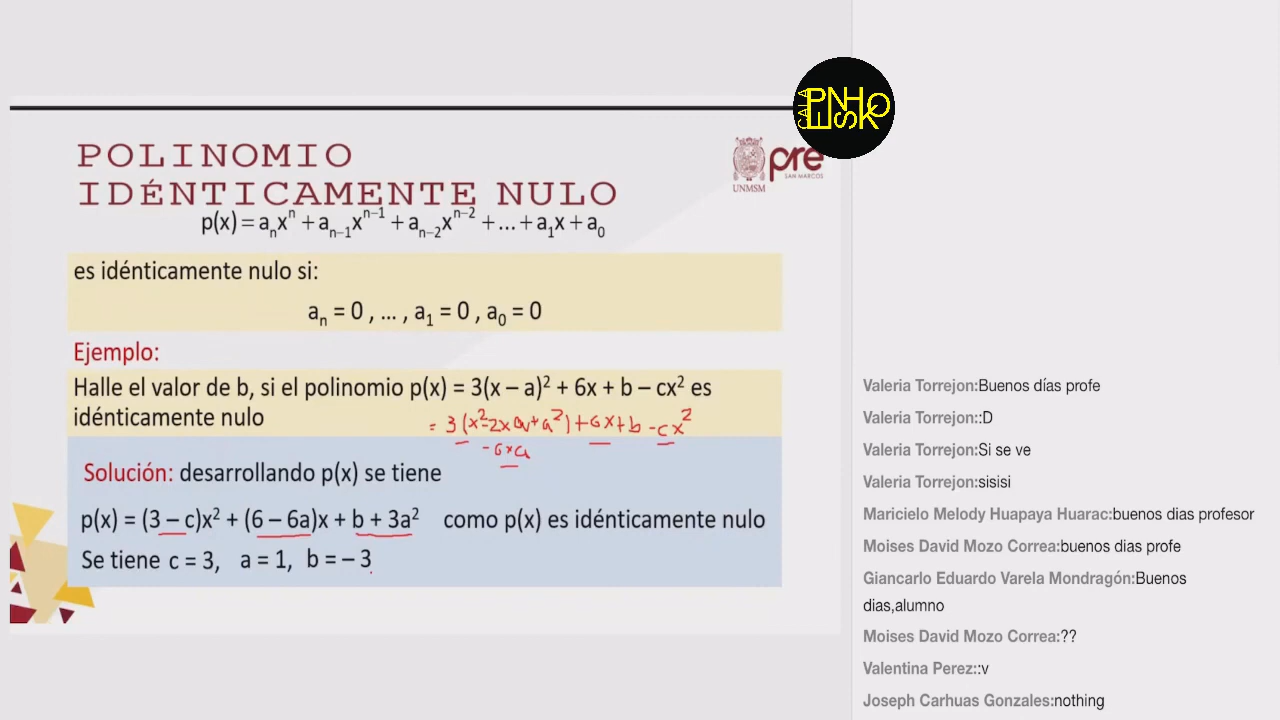 CALA
PENHO
ESK
POLINOMIO
IDÉNTICAMENTE NULO
pre
SAN MARCOS
UNMSM
p(x) = aₙxⁿ + aₙ₋₁xⁿ⁻¹ + aₙ₋₂xⁿ⁻² + ... + a₁x + a₀
es idénticamente nulo si:
aₙ = 0 , ... , a₁ = 0 , a₀ = 0
Ejemplo:
Halle el valor de b, si el polinomio p(x) = 3(x – a)² + 6x + b – cx² es
idénticamente nulo
= 3(x²-2xa+a²)+6x+b-cx²
-6xa
Solución: desarrollando p(x) se tiene
p(x) = (3 – c)x² + (6 – 6a)x + b + 3a² como p(x) es idénticamente nulo
Se tiene c = 3, a = 1, b = – 3
Valeria Torrejon:Buenos días profe
Valeria Torrejon::D
Valeria Torrejon:Si se ve
Valeria Torrejon:sisisi
Maricielo Melody Huapaya Huarac:buenos dias profesor
Moises David Mozo Correa:buenos dias profe
Giancarlo Eduardo Varela Mondragón:Buenos
dias,alumno
Moises David Mozo Correa:??
Valentina Perez::v
Joseph Carhuas Gonzales:nothing